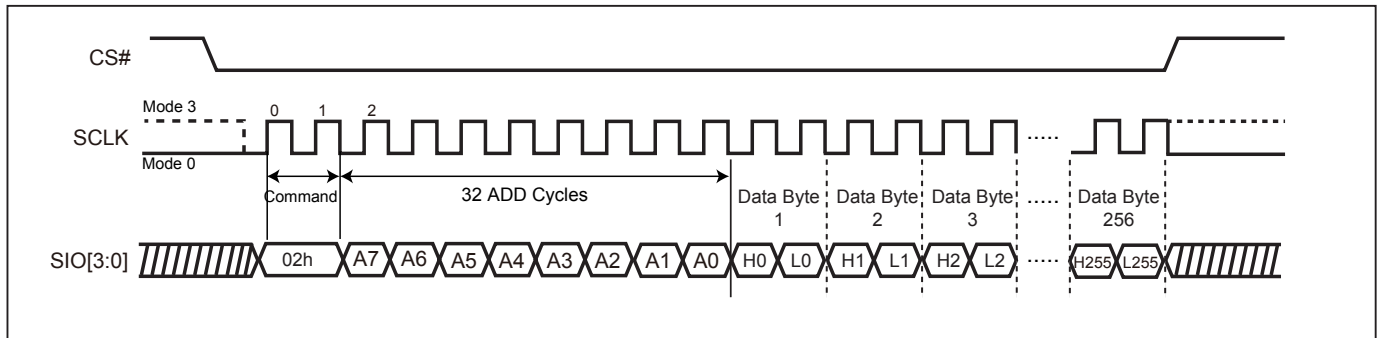 CS#
Mode 3
0 1 2
SCLK
.....
Mode 0
Command
32 ADD Cycles
Data Byte 1
Data Byte 2
Data Byte 3
.....
Data Byte 256
SIO[3:0]
02h A7 A6 A5 A4 A3 A2 A1 A0 H0 L0 H1 L1 H2 L2 ..... H255 L255